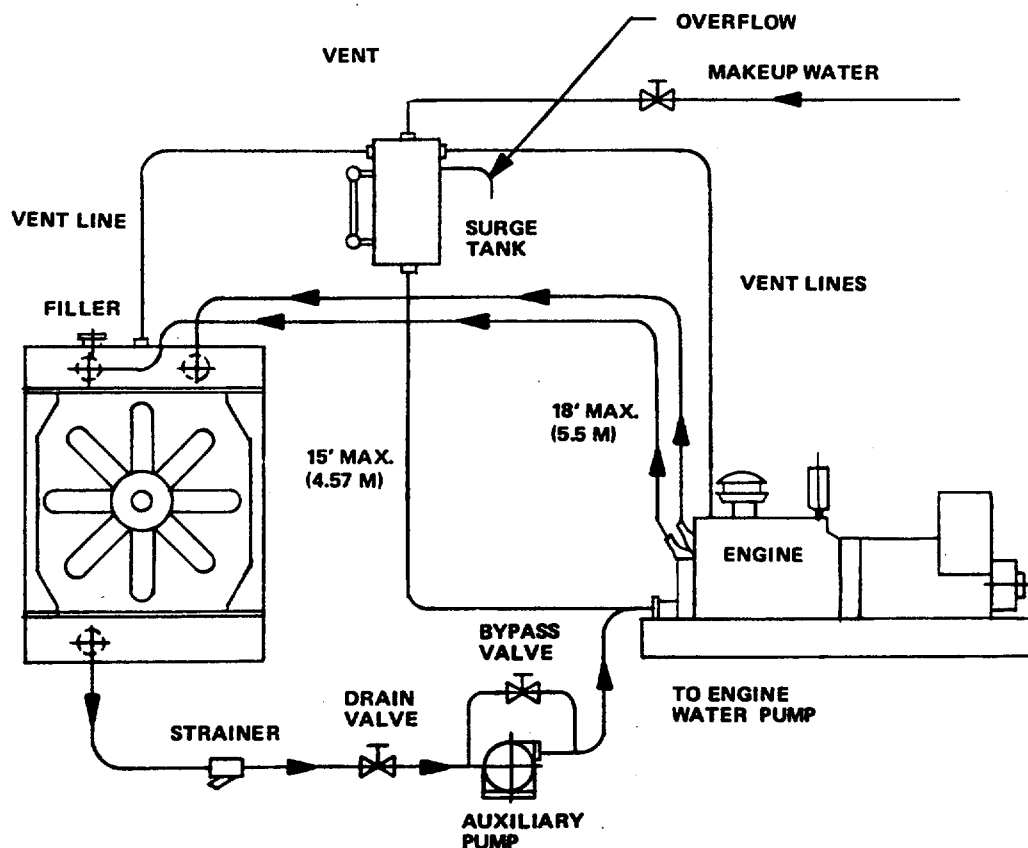 OVERFLOW
VENT
MAKEUP WATER
VENT LINE
SURGE
TANK
VENT LINES
FILLER
18' MAX.
(5.5 M)
15' MAX.
(4.57 M)
ENGINE
BYPASS
VALVE
DRAIN
VALVE
TO ENGINE
WATER PUMP
STRAINER
AUXILIARY
PUMP